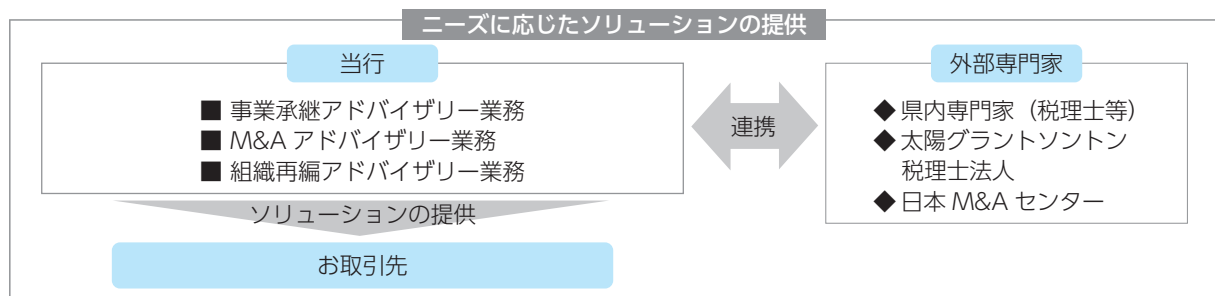 ニーズに応じたソリューションの提供
当行
■ 事業承継アドバイザリー業務
■ M&A アドバイザリー業務
■ 組織再編アドバイザリー業務
ソリューションの提供
お取引先
連携
外部専門家
◆ 県内専門家（税理士等）
◆ 太陽グラントソントン
税理士法人
◆ 日本 M&A センター